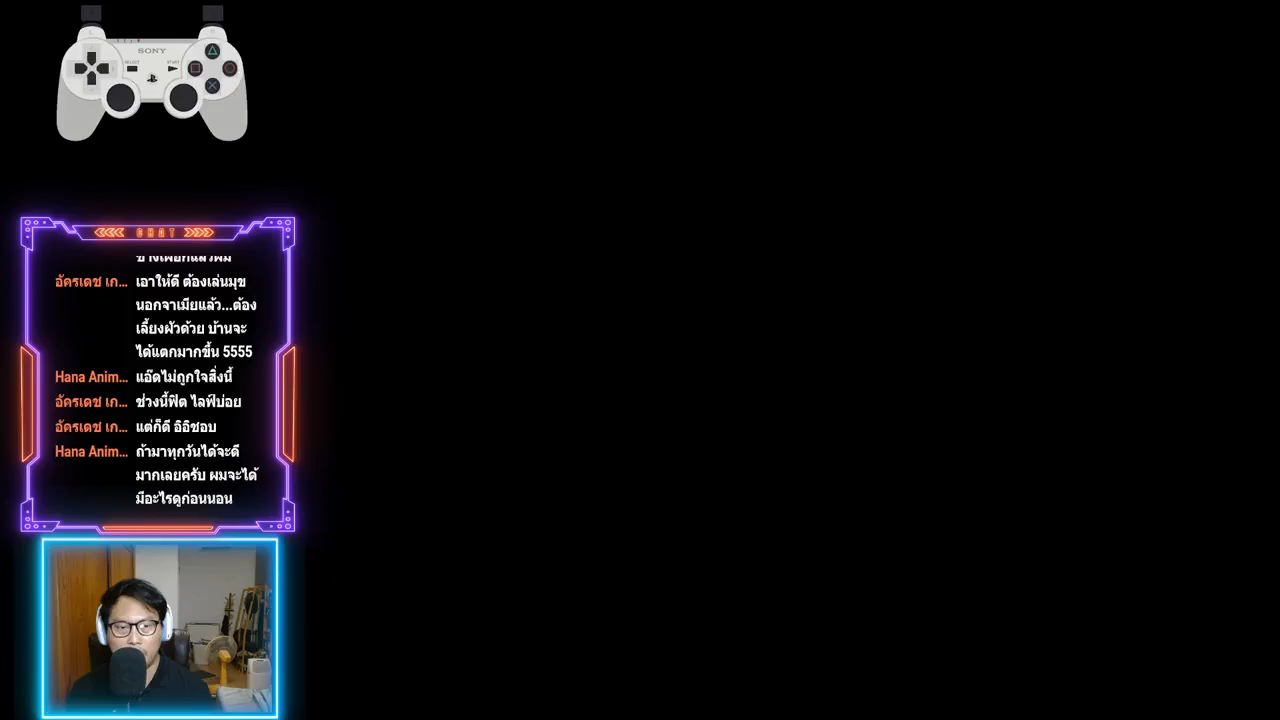 SONY
SELECT
START
CHAT
อัครเดช เก... เอาให้ดี ต้องเล่นมุข
นอกจาเมียแล้ว...ต้อง
เลี้ยงผัวด้วย บ้านจะ
ได้แตกมากขึ้น 5555
Hana Anim... แอ๊ดไม่ถูกใจสิ่งนี้
อัครเดช เก... ช่วงนี้ฟิต ไลฟ์บ่อย
อัครเดช เก... แต่ก็ดี อิอิชอบ
Hana Anim... ถ้ามาทุกวันได้จะดี
มากเลยครับ ผมจะได้
มีอะไรดูก่อนนอน